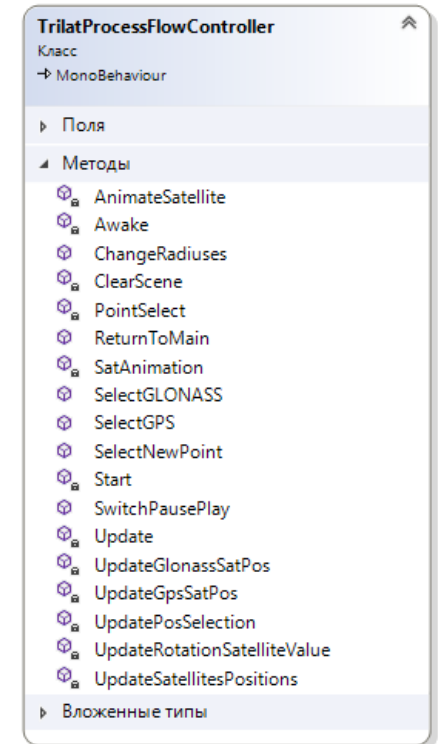 TrilatProcessFlowController
Класс
MonoBehaviour
Поля
Методы
AnimateSatellite
Awake
ChangeRadiuses
ClearScene
PointSelect
ReturnToMain
SatAnimation
SelectGLONASS
SelectGPS
SelectNewPoint
Start
SwitchPausePlay
Update
UpdateGlonassSatPos
UpdateGpsSatPos
UpdatePosSelection
UpdateRotationSatelliteValue
UpdateSatellitesPositions
Вложенные типы